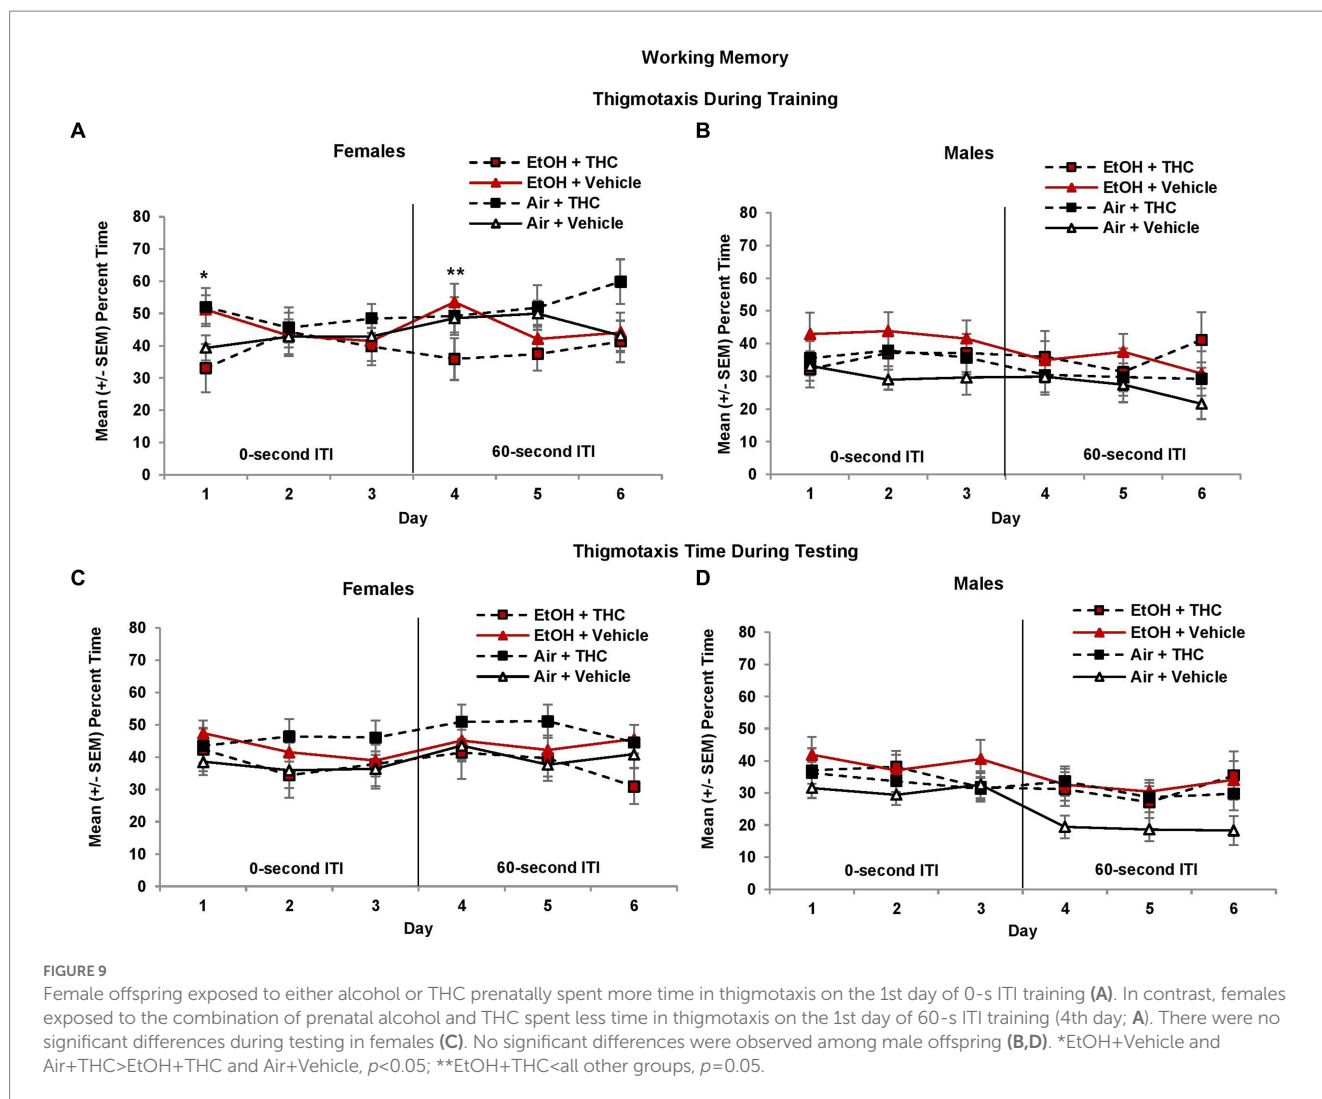 Working Memory
Thigmotaxis During Training
A
Females
EtOH + THC
EtOH + Vehicle
Air + THC
Air + Vehicle
Mean (+/- SEM) Percent Time
80
70
60
50
40
30
20
10
0
*
**
0-second ITI
60-second ITI
1 2 3 4 5 6
Day
B
Males
EtOH + THC
EtOH + Vehicle
Air + THC
Air + Vehicle
Mean (+/- SEM) Percent Time
80
70
60
50
40
30
20
10
0
0-second ITI
60-second ITI
1 2 3 4 5 6
Day
Thigmotaxis Time During Testing
C
Females
EtOH + THC
EtOH + Vehicle
Air + THC
Air + Vehicle
Mean (+/- SEM) Percent Time
80
70
60
50
40
30
20
10
0
0-second ITI
60-second ITI
1 2 3 4 5 6
Day
D
Males
EtOH + THC
EtOH + Vehicle
Air + THC
Air + Vehicle
Mean (+/- SEM) Percent Time
80
70
60
50
40
30
20
10
0
0-second ITI
60-second ITI
1 2 3 4 5 6
Day
FIGURE 9
Female offspring exposed to either alcohol or THC prenatally spent more time in thigmotaxis on the 1st day of 0-s ITI training (A). In contrast, females
exposed to the combination of prenatal alcohol and THC spent less time in thigmotaxis on the 1st day of 60-s ITI training (4th day; A). There were no
significant differences during testing in females (C). No significant differences were observed among male offspring (B,D). *EtOH+Vehicle and
Air+THC>EtOH+THC and Air+Vehicle, p<0.05; **EtOH+THC<all other groups, p=0.05.